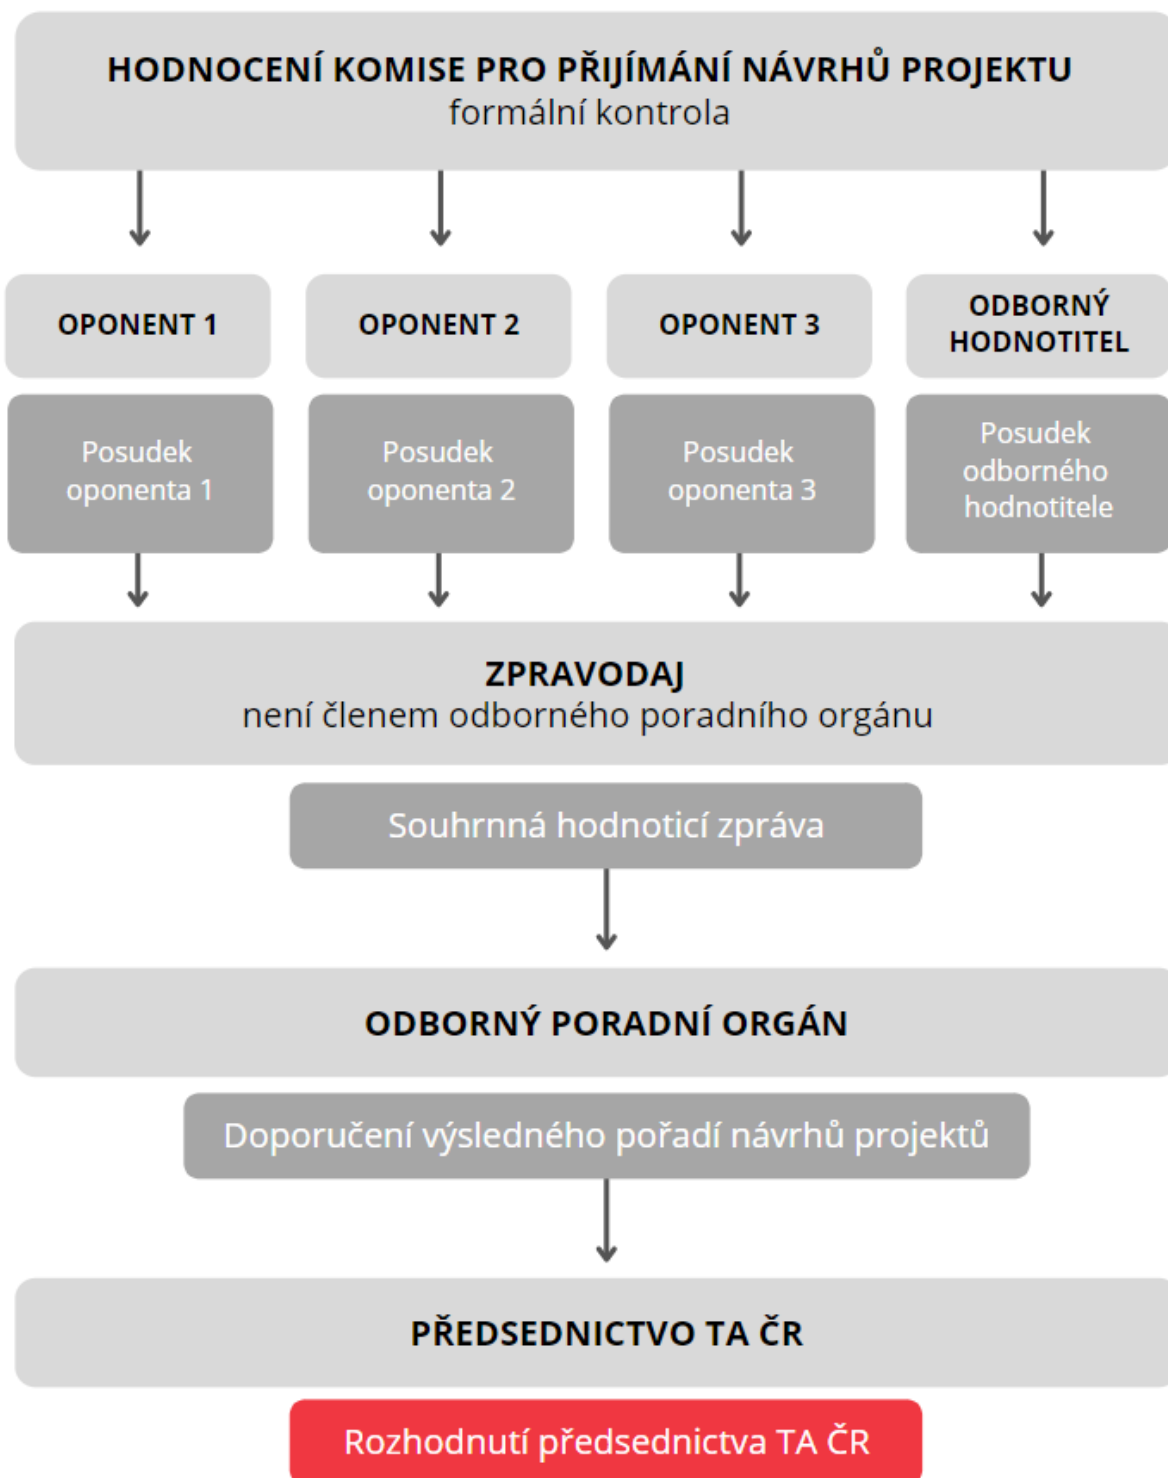 HODNOCENÍ KOMISE PRO PŘIJÍMÁNÍ NÁVRHŮ PROJEKTU
formální kontrola
OPONENT 1
OPONENT 2
OPONENT 3
ODBORNÝ
HODNOTITEL
Posudek
oponenta 1
Posudek
oponenta 2
Posudek
oponenta 3
Posudek
odborného
hodnotitele
ZPRAVODAJ
není členem odborného poradního orgánu
Souhrnná hodnoticí zpráva
ODBORNÝ PORADNÍ ORGÁN
Doporučení výsledného pořadí návrhů projektů
PŘEDSEDNICTVO TA ČR
Rozhodnutí předsednictva TA ČR